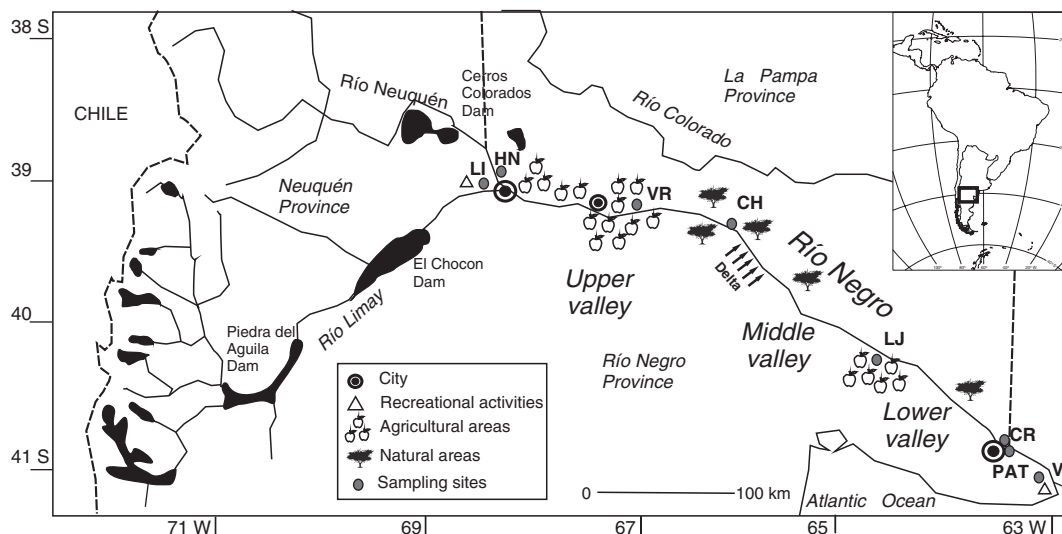 38 S
39 S
40
41 S
71 W
69
67
65
63 W
CHILE
Río Neuquén
Cerros
Colorados
Dam
La Pampa
Province
Río Colorado
Neuquén
Province
LI
HN
VR
CH
El Chocon
Dam
Río Limay
Piedra del
Aguila
Dam
Upper
valley
Delta
Río Negro
Middle
valley
Río Negro
Province
LJ
Lower
valley
CR
PAT
V
Atlantic Ocean
City
Recreational activities
Agricultural areas
Natural areas
Sampling sites
0
100 km